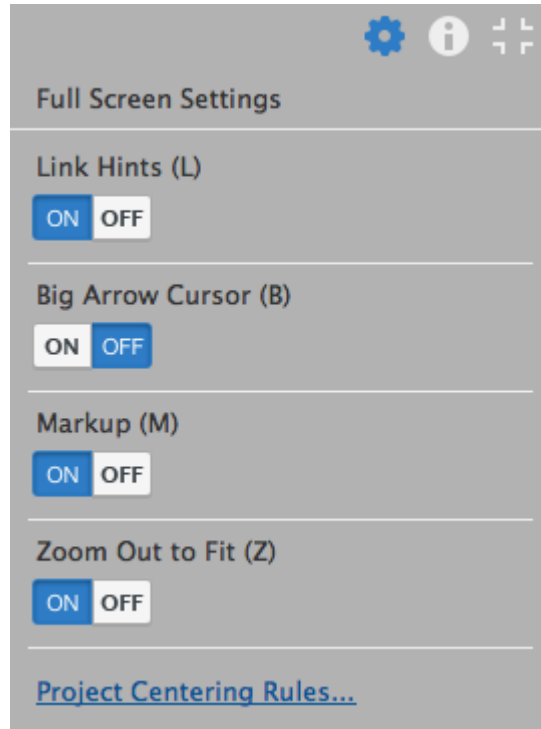 Full Screen Settings
Link Hints (L)
ON OFF
Big Arrow Cursor (B)
ON OFF
Markup (M)
ON OFF
Zoom Out to Fit (Z)
ON OFF
Project Centering Rules...